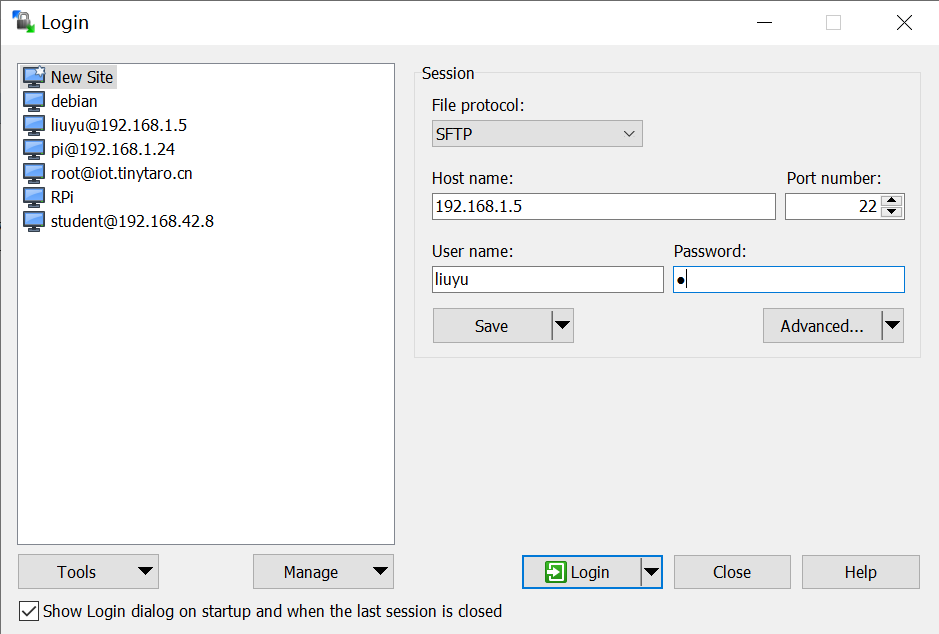 Login
New Site
debian
liuyu@192.168.1.5
pi@192.168.1.24
root@iot.tinytaro.cn
RPi
student@192.168.42.8
Session
File protocol:
SFTP
Host name: Port number:
192.168.1.5 22
User name: Password:
liuyu ●
Save Advanced...
Tools Manage Login Close Help
Show Login dialog on startup and when the last session is closed